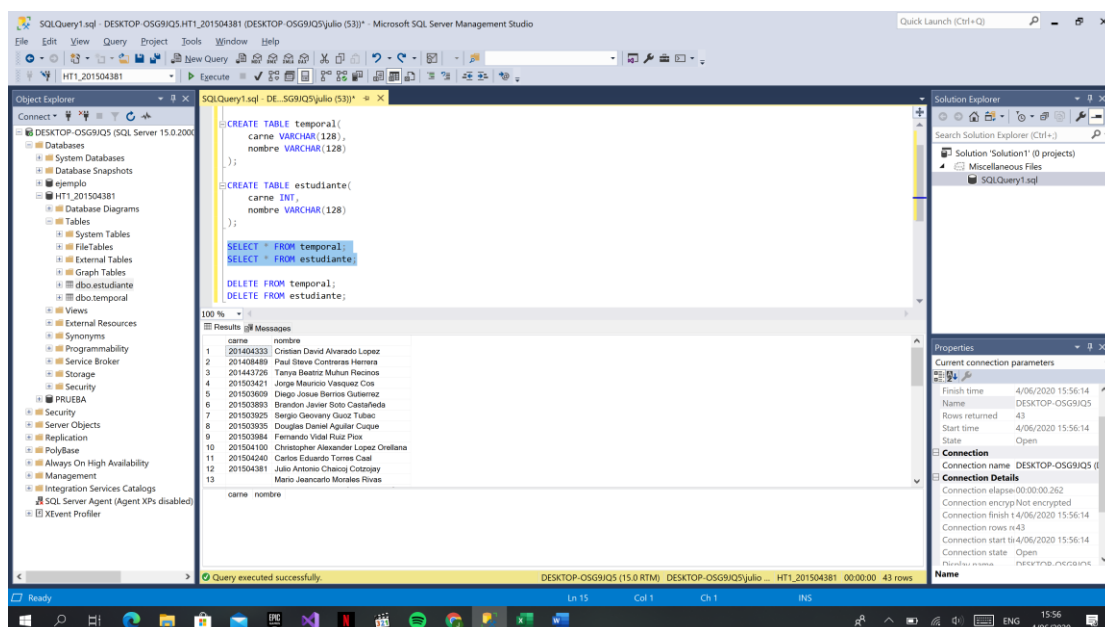 SQLQuery1.sql - DESKTOP-OSG9JQ5.HT1_201504381 (DESKTOP-OSG9JQ5\julio (53))* - Microsoft SQL Server Management Studio
Quick Launch (Ctrl+Q)
File Edit View Query Project Tools Window Help
New Query
HT1_201504381
Execute
Object Explorer
Connect
DESKTOP-OSG9JQ5 (SQL Server 15.0.2000
Databases
System Databases
Database Snapshots
ejemplo
HT1_201504381
Database Diagrams
Tables
System Tables
FileTables
External Tables
Graph Tables
dbo.estudiante
dbo.temporal
Views
External Resources
Synonyms
Programmability
Service Broker
Storage
Security
PRUEBA
Security
Server Objects
Replication
PolyBase
Always On High Availability
Management
Integration Services Catalogs
SQL Server Agent (Agent XPs disabled)
XEvent Profiler
SQLQuery1.sql - DE...SG9JQ5\julio (53))*
CREATE TABLE temporal(
carne VARCHAR(128),
nombre VARCHAR(128)
);
CREATE TABLE estudiante(
carne INT,
nombre VARCHAR(128)
);
SELECT * FROM temporal;
SELECT * FROM estudiante;
DELETE FROM temporal;
DELETE FROM estudiante;
100 %
Results Messages
carne nombre
1 201404333 Cristian David Alvarado Lopez
2 201408489 Paul Steve Contreras Herrera
3 201443726 Tanya Beatriz Muhun Recinos
4 201503421 Jorge Mauricio Vasquez Cos
5 201503609 Diego Josue Berrios Gutierrez
6 201503893 Brandon Javier Soto Castañeda
7 201503925 Sergio Geovany Guoz Tubac
8 201503935 Douglas Daniel Aguilar Cuque
9 201503984 Fernando Vidal Ruiz Piox
10 201504100 Christopher Alexander Lopez Orellana
11 201504240 Carlos Eduardo Torres Caal
12 201504381 Julio Antonio Chaicoj Cotzojay
13 Mario Jeancarlo Morales Rivas
carne nombre
Query executed successfully.
DESKTOP-OSG9JQ5 (15.0 RTM) DESKTOP-OSG9JQ5\julio ... HT1_201504381 00:00:00 43 rows
Solution Explorer
Search Solution Explorer (Ctrl+;)
Solution 'Solution1' (0 projects)
Miscellaneous Files
SQLQuery1.sql
Properties
Current connection parameters
Finish time 4/06/2020 15:56:14
Name DESKTOP-OSG9JQ5
Rows returned 43
Start time 4/06/2020 15:56:14
State Open
Connection
Connection name DESKTOP-OSG9JQ5 (
Connection Details
Connection elapse 00:00:00.262
Connection encryp Not encrypted
Connection finish t 4/06/2020 15:56:14
Connection rows re 43
Connection start tir 4/06/2020 15:56:14
Connection state Open
Name
Ready
Ln 15 Col 1 Ch 1 INS
ENG
15:56